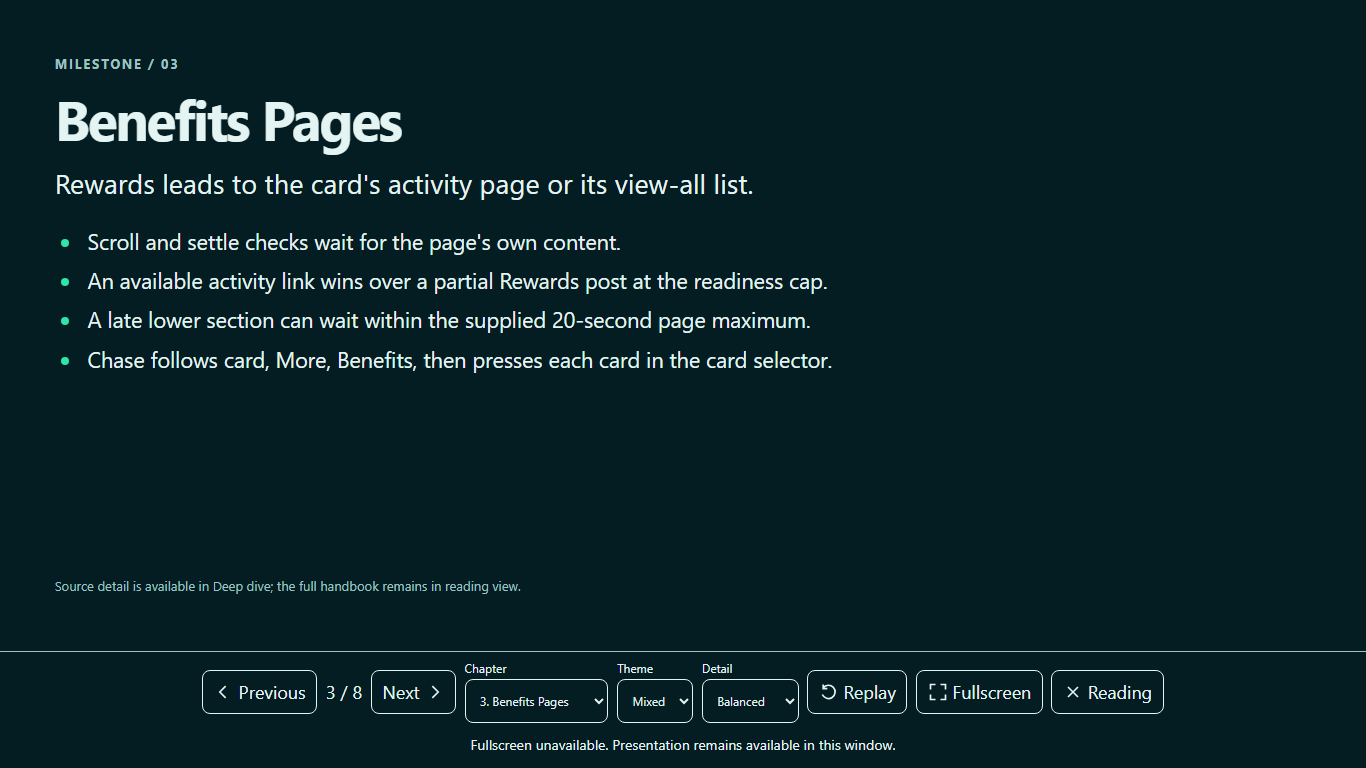 MILESTONE / 03
Benefits Pages
Rewards leads to the card's activity page or its view-all list.
Scroll and settle checks wait for the page's own content.
An available activity link wins over a partial Rewards post at the readiness cap.
A late lower section can wait within the supplied 20-second page maximum.
Chase follows card, More, Benefits, then presses each card in the card selector.
Source detail is available in Deep dive; the full handbook remains in reading view.
Chapter Theme Detail
Previous 3 / 8 Next 3. Benefits Pages Mixed Balanced Replay Fullscreen Reading
Fullscreen unavailable. Presentation remains available in this window.